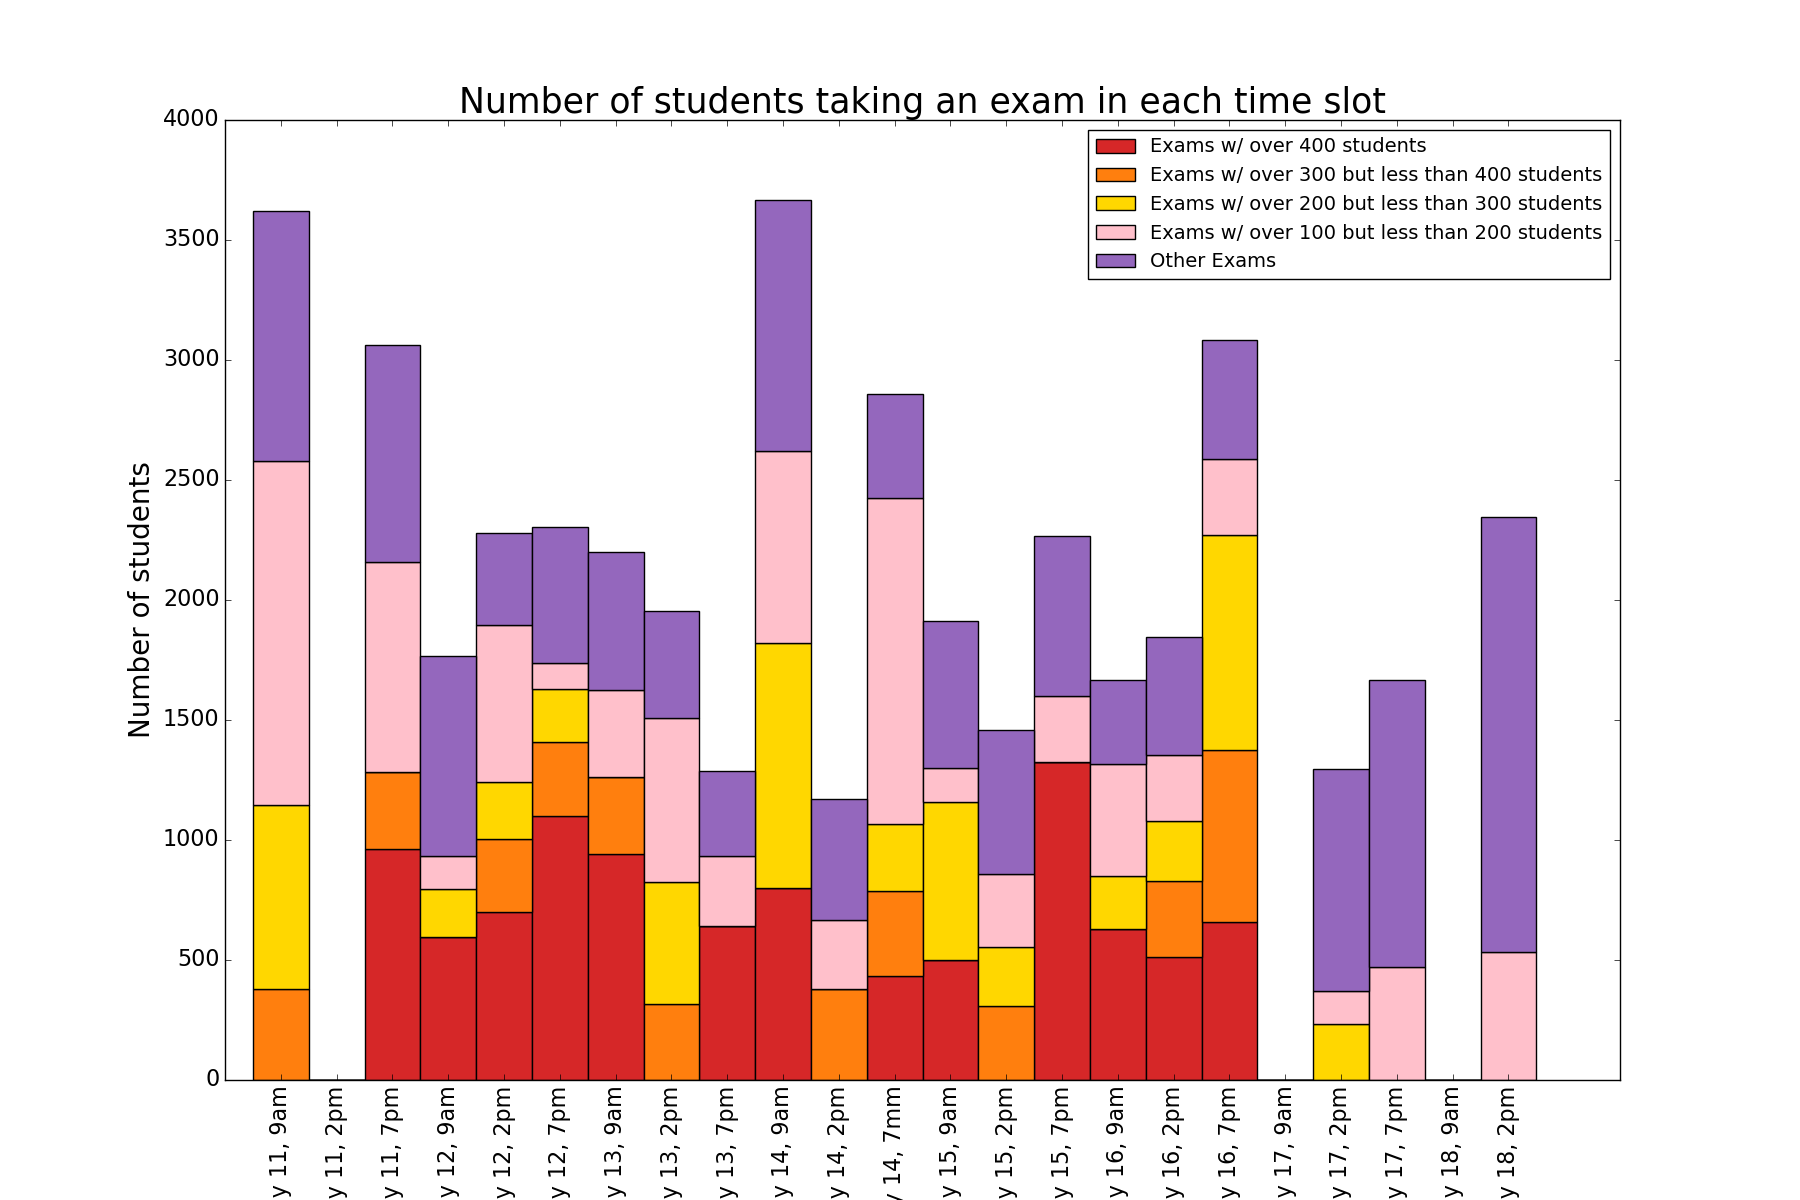 Number of students taking an exam in each time slot
Exams w/ over 400 students
Exams w/ over 300 but less than 400 students
Exams w/ over 200 but less than 300 students
Exams w/ over 100 but less than 200 students
Other Exams
Number of students
4000
3500
3000
2500
2000
1500
1000
500
0
y 11, 9am
y 11, 2pm
y 11, 7pm
y 12, 9am
y 12, 2pm
y 12, 7pm
y 13, 9am
y 13, 2pm
y 13, 7pm
y 14, 9am
y 14, 2pm
y 14, 7mm
y 15, 9am
y 15, 2pm
y 15, 7pm
y 16, 9am
y 16, 2pm
y 16, 7pm
y 17, 9am
y 17, 2pm
y 17, 7pm
y 18, 9am
y 18, 2pm